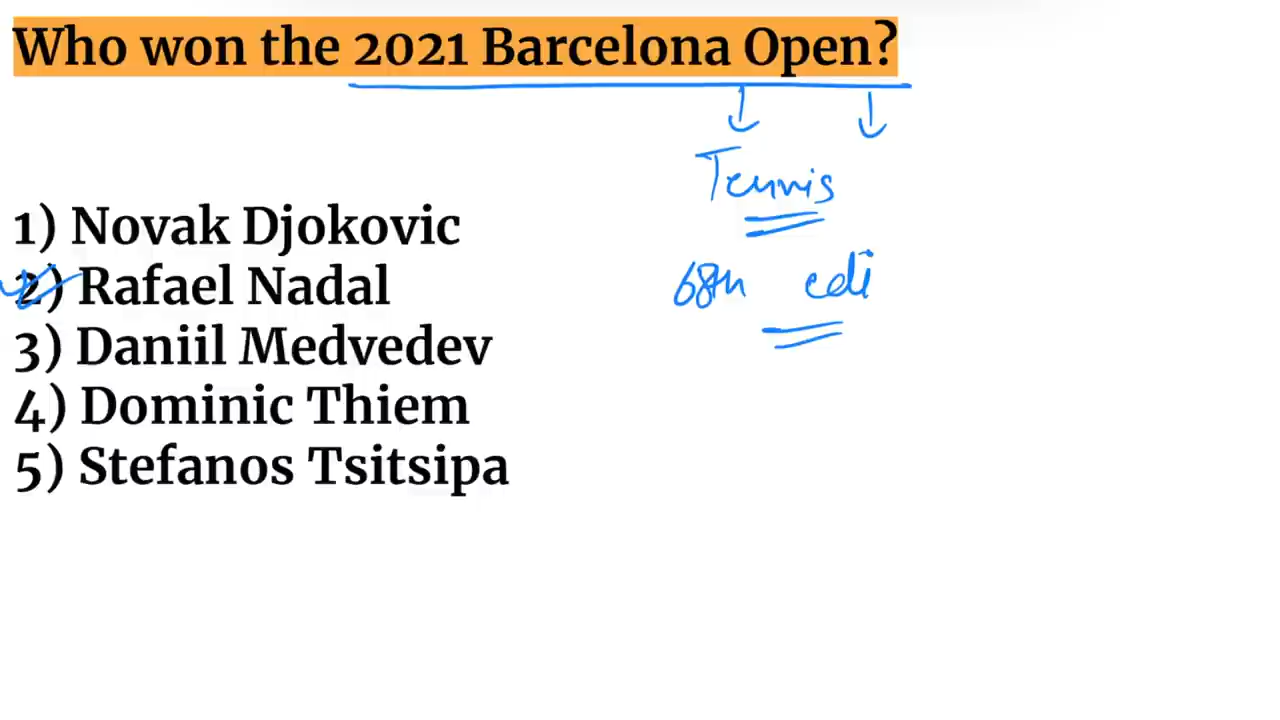 Who won the 2021 Barcelona Open?
Tennis
1) Novak Djokovic
68th edi
2) Rafael Nadal
3) Daniil Medvedev
4) Dominic Thiem
5) Stefanos Tsitsipa